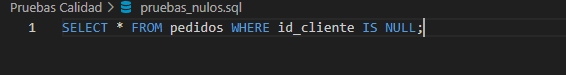 Pruebas Calidad > pruebas_nulos.sql
1 SELECT * FROM pedidos WHERE id_cliente IS NULL;